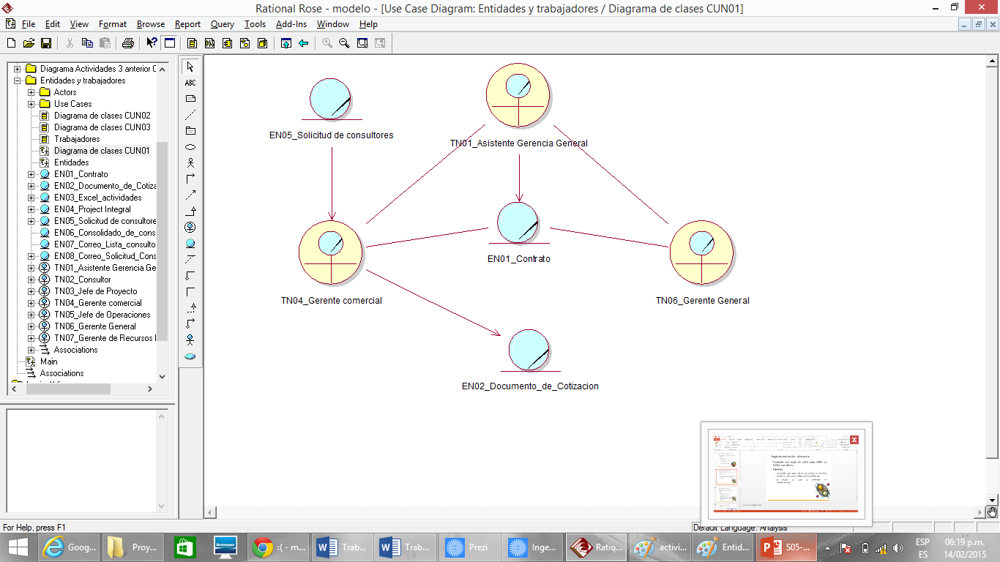 Rational Rose - modelo - [Use Case Diagram: Entidades y trabajadores / Diagrama de clases CUN01]
File Edit View Format Browse Report Query Tools Add-Ins Window Help
Diagrama Actividades 3 anterior C
Entidades y trabajadores
Actors
Use Cases
Diagrama de clases CUN02
Diagrama de clases CUN03
Trabajadores
Diagrama de clases CUN01
Entidades
EN01_Contrato
EN02_Documento_de_Cotiza
EN03_Excel_actividades
EN04_Project Integral
EN05_Solicitud de consultore
EN06_Consolidado_de_cons
EN07_Correo_Lista_consulto
EN08_Correo_Solicitud_Cons
TN01_Asistente Gerencia Ge
TN02_Consultor
TN03_Jefe de Proyecto
TN04_Gerente comercial
TN05_Jefe de Operaciones
TN06_Gerente General
TN07_Gerente de Recursos
Associations
Main
Associations
ABC
EN05_Solicitud de consultores
TN01_Asistente Gerencia General
EN01_Contrato
TN04_Gerente comercial
TN06_Gerente General
EN02_Documento_de_Cotizacion
Regla de derivación - Inferencia
For Help, press F1
Default Language: Analysis
Goog...
Proy...
lenovo
:( - m...
Trab...
Trab...
Prezi
Inge...
Ratio...
activi...
Entid...
S05-...
ESP
ES
06:19 p.m.
14/02/2015